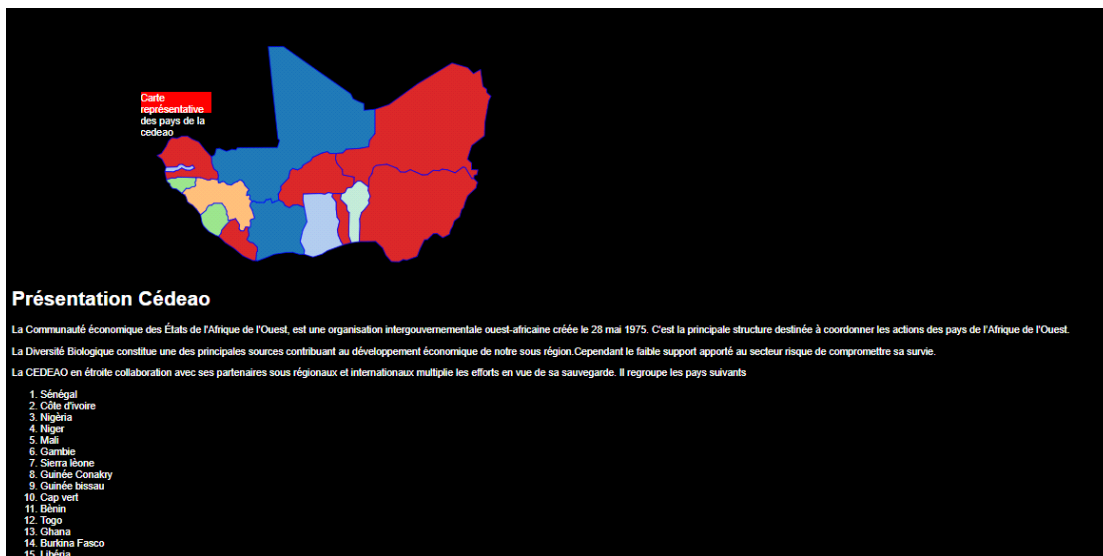 Carte
représentative
des pays de la
cedeao
Présentation Cédeao
La Communauté économique des États de l'Afrique de l'Ouest, est une organisation intergouvernementale ouest-africaine créée le 28 mai 1975. C'est la principale structure destinée à coordonner les actions des pays de l'Afrique de l'Ouest.
La Diversité Biologique constitue une des principales sources contribuant au développement économique de notre sous région.Cependant le faible support apporté au secteur risque de compromettre sa survie.
La CEDEAO en étroite collaboration avec ses partenaires sous régionaux et internationaux multiplie les efforts en vue de sa sauvegarde. Il regroupe les pays suivants
1. Sénégal
2. Côte d'ivoire
3. Nigèria
4. Niger
5. Mali
6. Gambie
7. Sierra lèone
8. Guinée Conakry
9. Guinée bissau
10. Cap vert
11. Bènin
12. Togo
13. Ghana
14. Burkina Fasco
15. Libéria